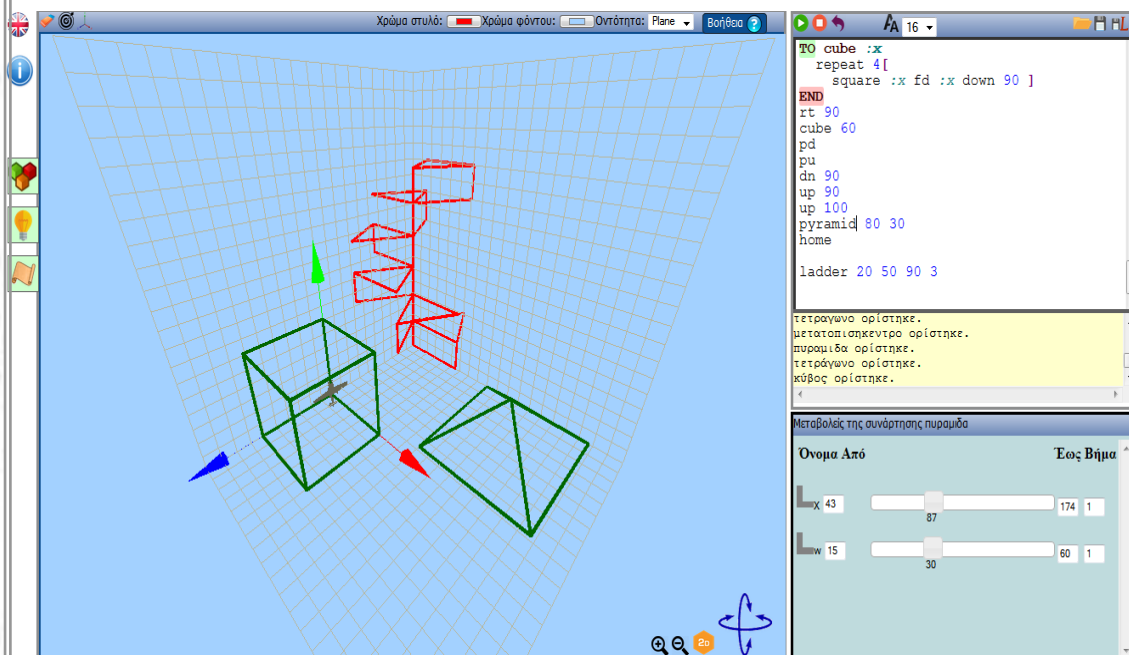 Χρώμα στυλό: Χρώμα φόντου: Οντότητα: Plane Βοήθεια ?
16
TO cube :x
repeat 4[
square :x fd :x down 90 ]
END
rt 90
cube 60
pd
pu
dn 90
up 90
up 100
pyramid 80 30
home
ladder 20 50 90 3
τετραγωνο ορίστηκε.
μετατοπισηκεντρο ορίστηκε.
πυραμιδα ορίστηκε.
τετράγωνο ορίστηκε.
κύβος ορίστηκε.
Μεταβολείς της συνάρτησης πυραμιδα
Όνομα Από Έως Βήμα
x 43 174 1
87
w 15 60 1
30
2D